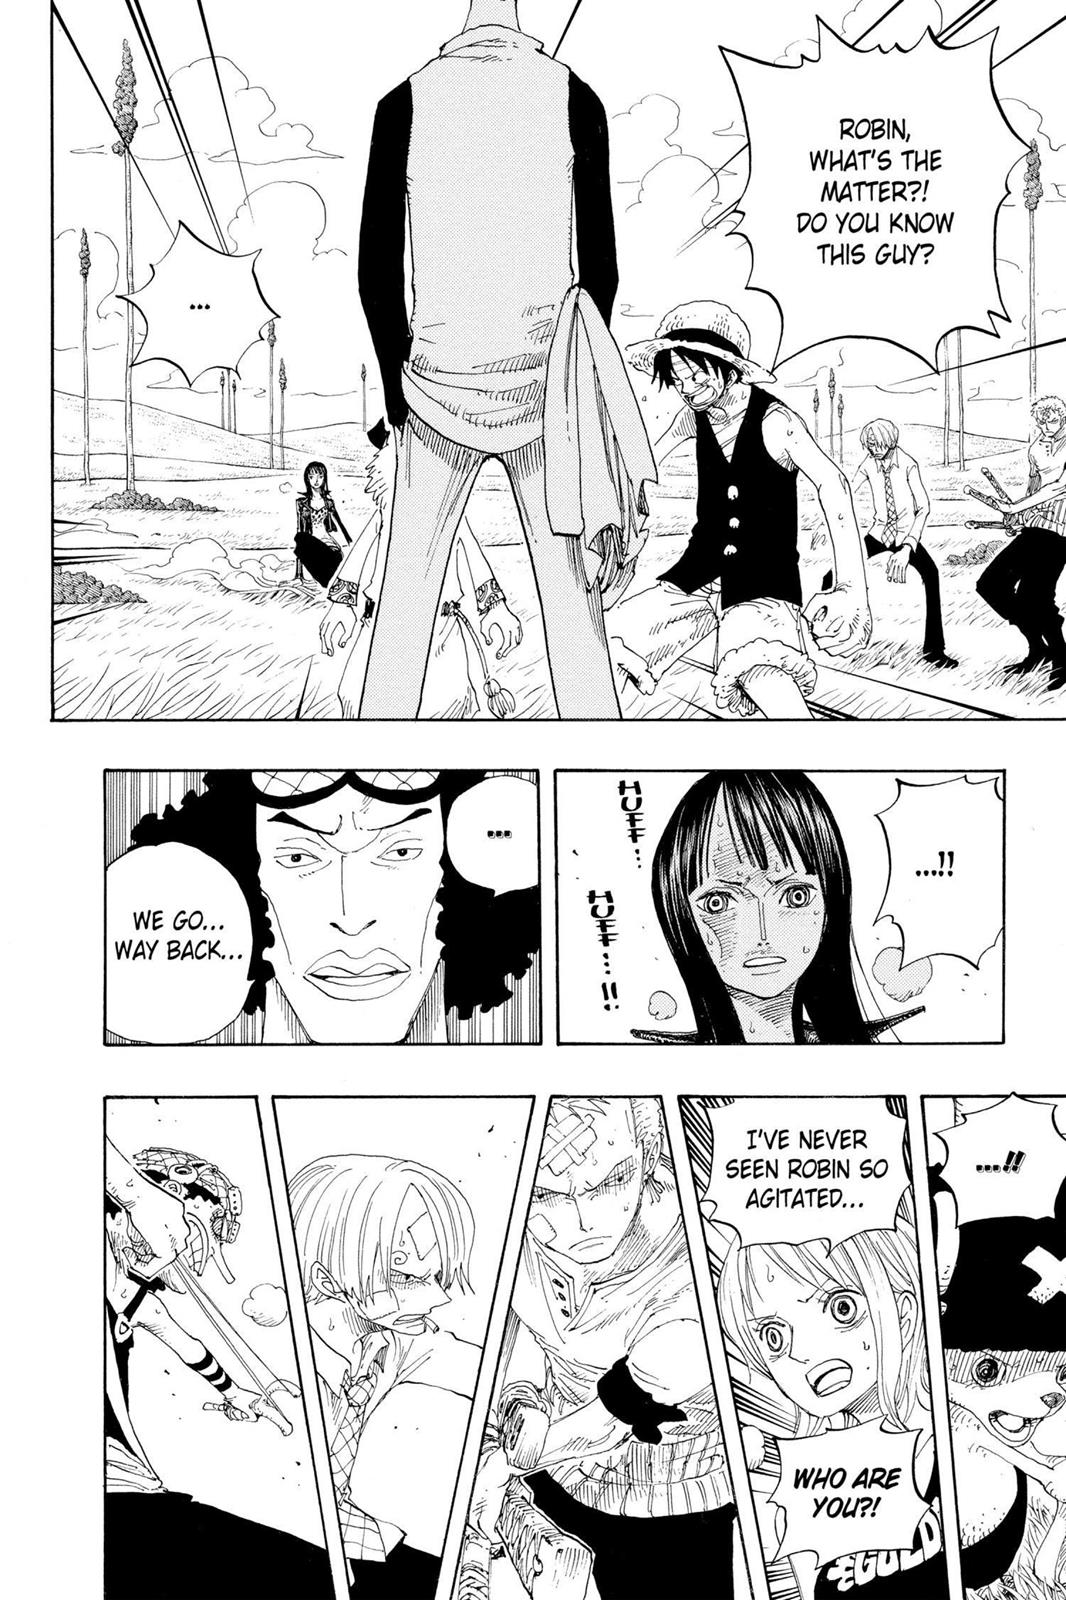 ROBIN,
WHAT'S THE
MATTER?!
DO YOU KNOW
THIS GUY?
...
...!!
HUFF...
HUFF...!!
...
WE GO...
WAY BACK...
...!!
I'VE NEVER
SEEN ROBIN SO
AGITATED...
WHO ARE
YOU?!
GOLD